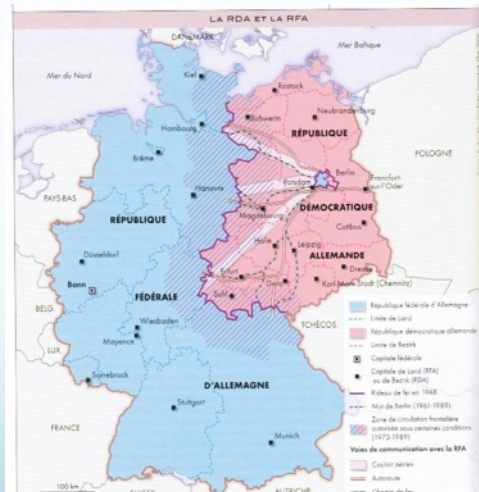 LA RDA ET LA RFA
DANEMARK
Mer Baltique
Mer du Nord
Kiel
Rostock
Schwerin
Neubrandenburg
Hambourg
RÉPUBLIQUE
POLOGNE
Brême
Berlin
Francfort-
sur-l'Oder
Potsdam
PAYS-BAS
Hanovre
RÉPUBLIQUE
Magdebourg
DÉMOCRATIQUE
Cottbus
Halle
Leipzig
Düsseldorf
ALLEMANDE
Bonn
Erfurt
Dresde
BELG.
FÉDÉRALE
Suhl
Gera
Karl-Marx-Stadt (Chemnitz)
Wiesbaden
TCHÉCOS.
LUX.
Mayence
Sarrebruck
D'ALLEMAGNE
Stuttgart
FRANCE
Munich
100 km
SUISSE
AUTRICHE
République fédérale d'Allemagne
Limite de Land
République démocratique allemande
Limite de Bezirk
Capitale fédérale
Capitale de Land (RFA)
ou de Bezirk (RDA)
Rideau de fer en 1948
Mur de Berlin (1961-1989)
Zone de circulation frontalière
autorisée sous certaines conditions
(1972-1989)
Voies de communication avec la RFA
Couloir aérien
Autoroute
Chemin de fer